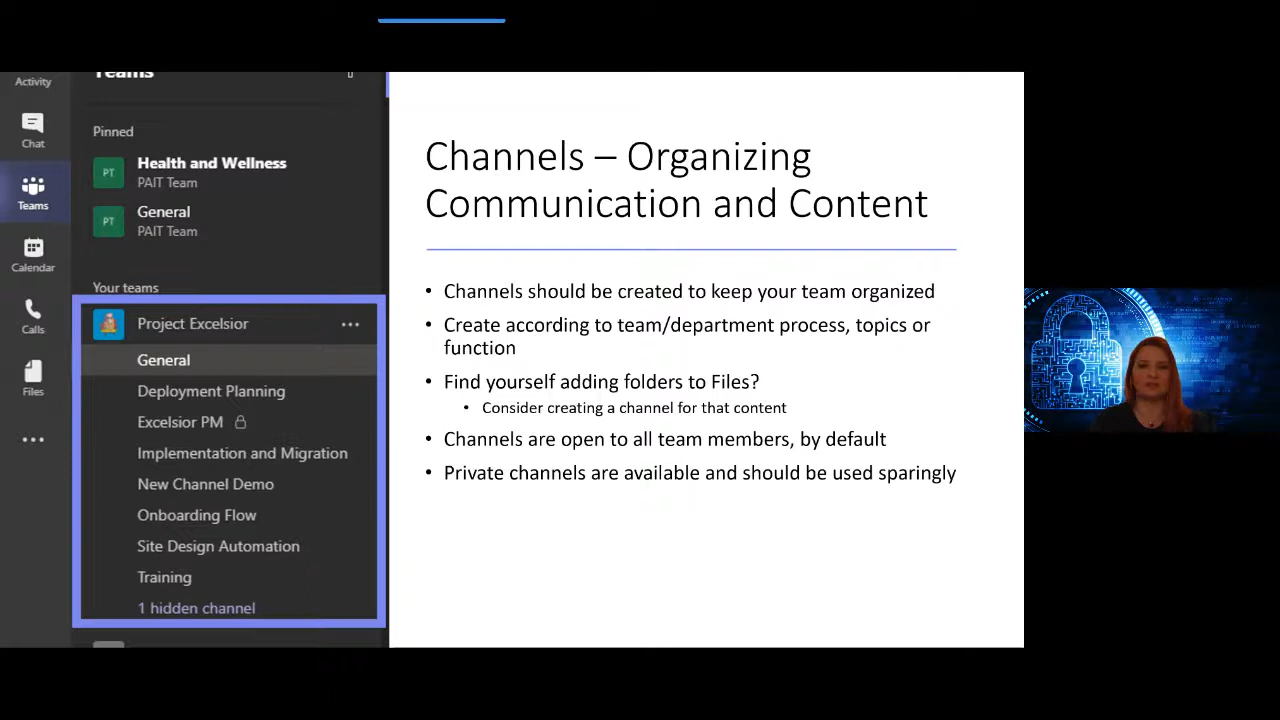 Activity
Chat
Teams
Calendar
Calls
Files
Teams
Pinned
PT
Health and Wellness
PAIT Team
PT
General
PAIT Team
Your teams
Project Excelsior
General
Deployment Planning
Excelsior PM
Implementation and Migration
New Channel Demo
Onboarding Flow
Site Design Automation
Training
1 hidden channel
Channels – Organizing
Communication and Content
• Channels should be created to keep your team organized
• Create according to team/department process, topics or
function
• Find yourself adding folders to Files?
• Consider creating a channel for that content
• Channels are open to all team members, by default
• Private channels are available and should be used sparingly